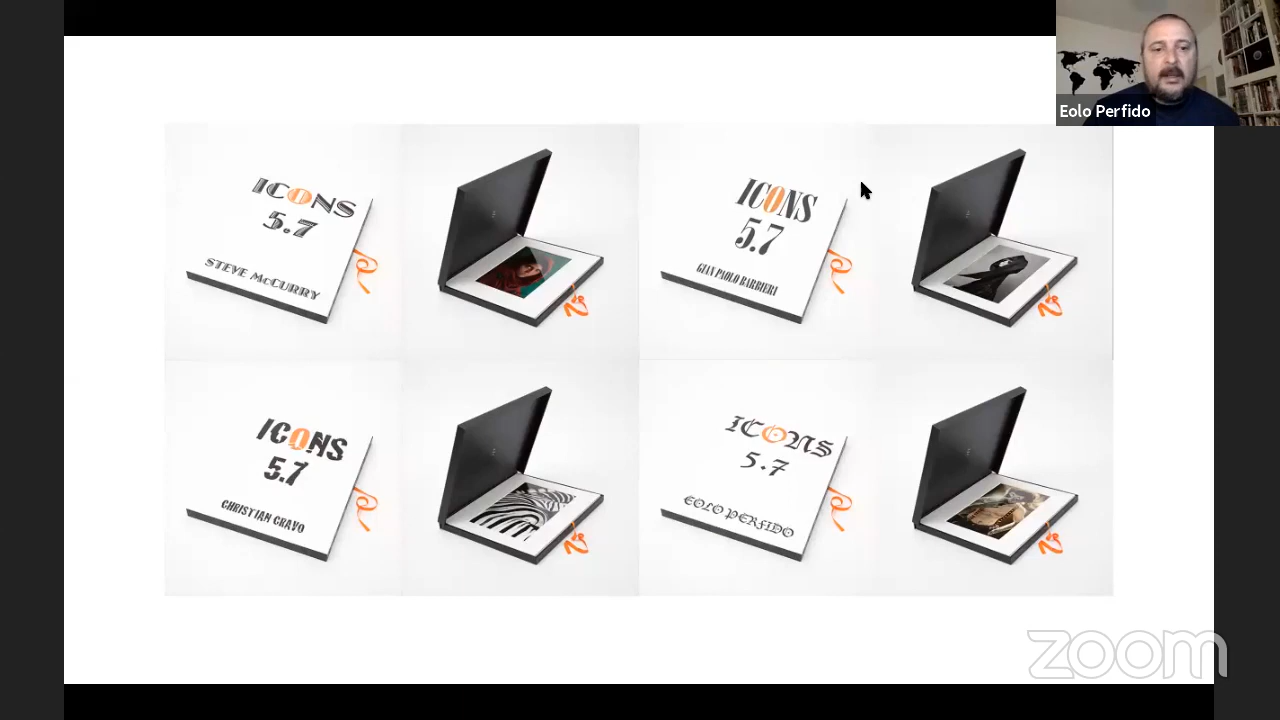 Eolo Perfido
ICONS
5.7
STEVE McCURRY
ICONS
5.7
GIAN PAOLO BARBIERI
ICONS
5.7
CHRISTIAN CRAVO
ICONS
5.7
EOLO PERFIDO
zoom